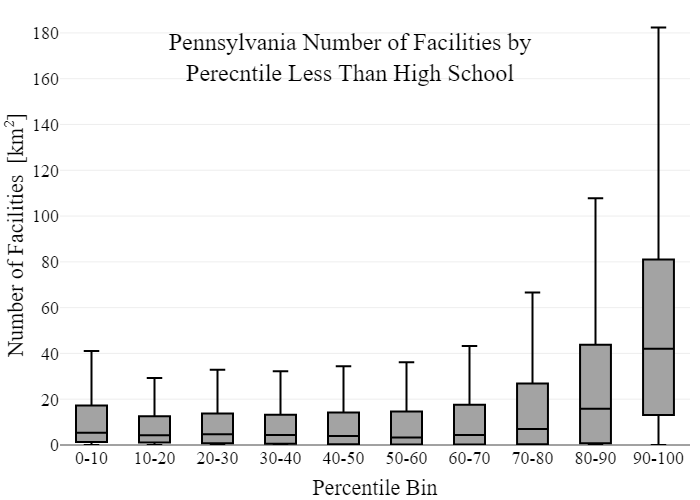 Pennsylvania Number of Facilities by
Perecntile Less Than High School
Number of Facilities [km²]
180
160
140
120
100
80
60
40
20
0
0-10 10-20 20-30 30-40 40-50 50-60 60-70 70-80 80-90 90-100
Percentile Bin